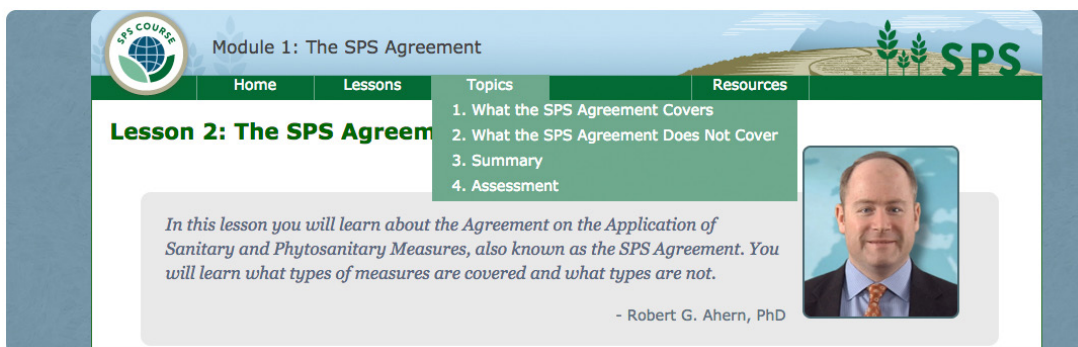 SPS COURSE
Module 1: The SPS Agreement
SPS
Home Lessons Topics Resources
1. What the SPS Agreement Covers
2. What the SPS Agreement Does Not Cover
3. Summary
4. Assessment
Lesson 2: The SPS Agreem
In this lesson you will learn about the Agreement on the Application of
Sanitary and Phytosanitary Measures, also known as the SPS Agreement. You
will learn what types of measures are covered and what types are not.
- Robert G. Ahern, PhD